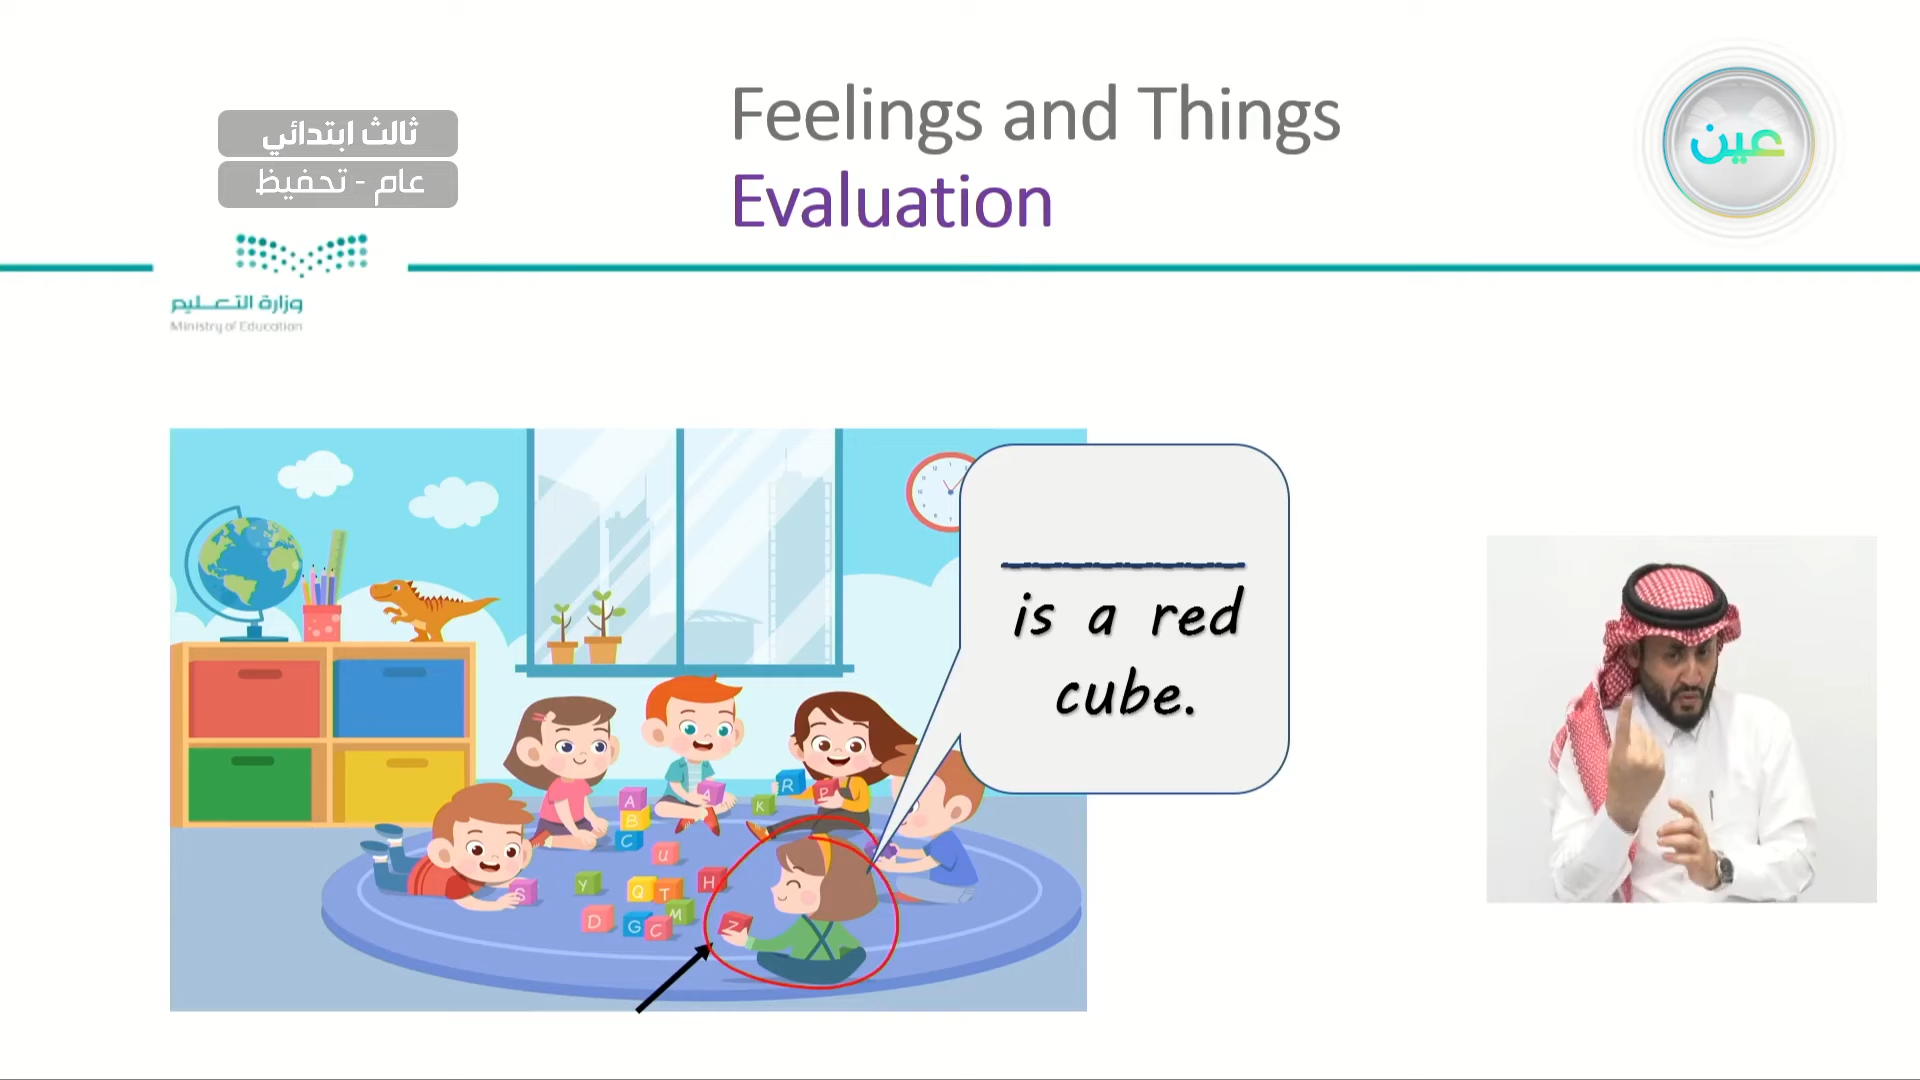 ثالث ابتدائي
عام - تحفيظ
Feelings and Things
Evaluation
عين
وزارة التعليم
Ministry of Education
is a red
cube.
A
B
C
A
K
R
P
U
S
Y
Q
T
H
D
G
C
M
Z